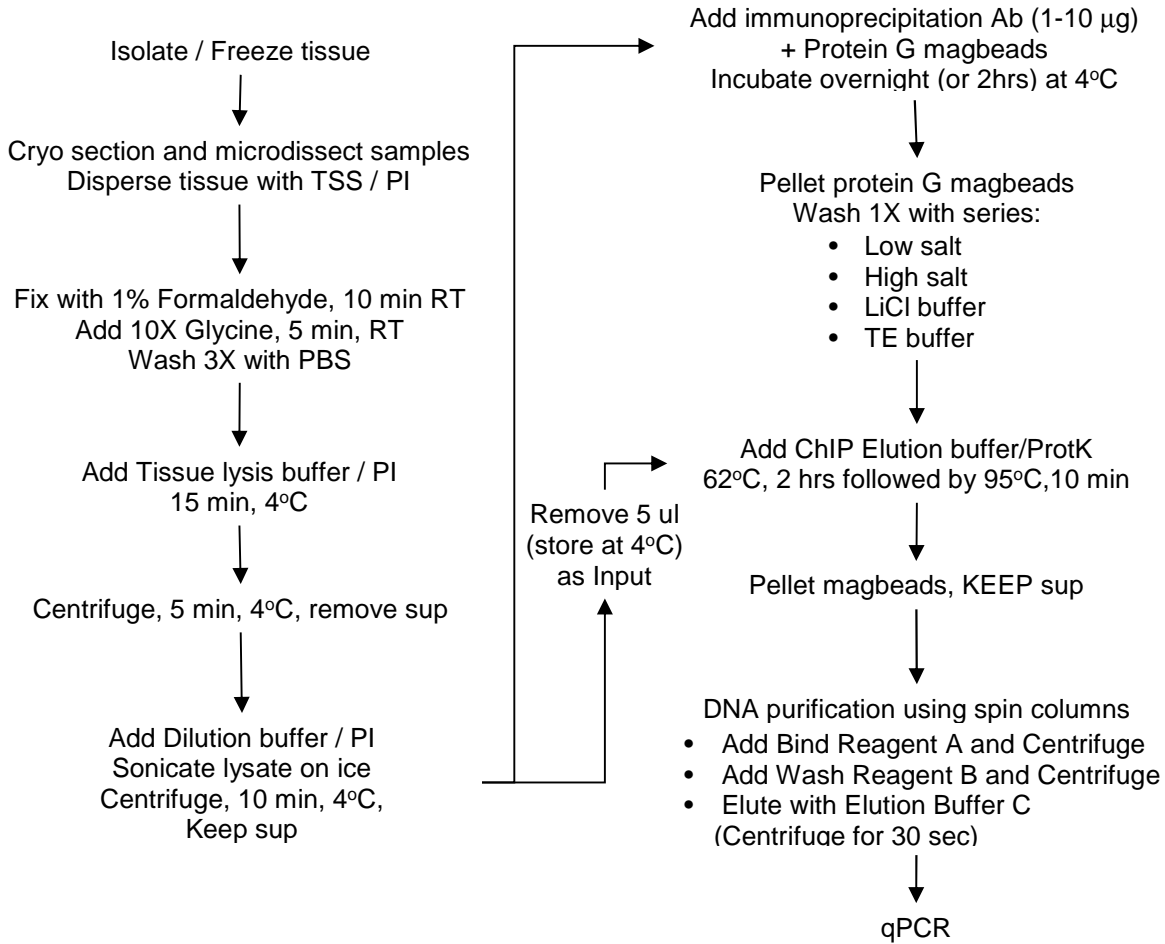 Isolate / Freeze tissue
Cryo section and microdissect samples
Disperse tissue with TSS / PI
Fix with 1% Formaldehyde, 10 min RT
Add 10X Glycine, 5 min, RT
Wash 3X with PBS
Add Tissue lysis buffer / PI
15 min, 4°C
Centrifuge, 5 min, 4°C, remove sup
Add Dilution buffer / PI
Sonicate lysate on ice
Centrifuge, 10 min, 4°C,
Keep sup
Remove 5 ul
(store at 4°C)
as Input
Add immunoprecipitation Ab (1-10 μg)
+ Protein G magbeads
Incubate overnight (or 2hrs) at 4°C
Pellet protein G magbeads
Wash 1X with series:
• Low salt
• High salt
• LiCl buffer
• TE buffer
Add ChIP Elution buffer/ProtK
62°C, 2 hrs followed by 95°C,10 min
Pellet magbeads, KEEP sup
DNA purification using spin columns
• Add Bind Reagent A and Centrifuge
• Add Wash Reagent B and Centrifuge
• Elute with Elution Buffer C
(Centrifuge for 30 sec)
qPCR